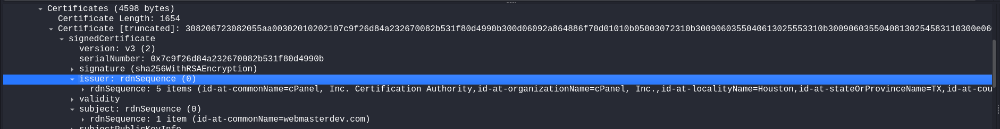 Certificates (4598 bytes)
Certificate Length: 1654
Certificate [truncated]: 308206723082055aa00302010202107c9f26d84a232670082b531f80d4990b300d06092a864886f70d01010b05003072310b3009060355040613025553310b300906035504081302545831 10300e06
signedCertificate
version: v3 (2)
serialNumber: 0x7c9f26d84a232670082b531f80d4990b
signature (sha256WithRSAEncryption)
issuer: rdnSequence (0)
rdnSequence: 5 items (id-at-commonName=cPanel, Inc. Certification Authority,id-at-organizationName=cPanel, Inc.,id-at-localityName=Houston,id-at-stateOrProvinceName=TX,id-at-cou
validity
subject: rdnSequence (0)
rdnSequence: 1 item (id-at-commonName=webmasterdev.com)
subjectPublicKeyInfo